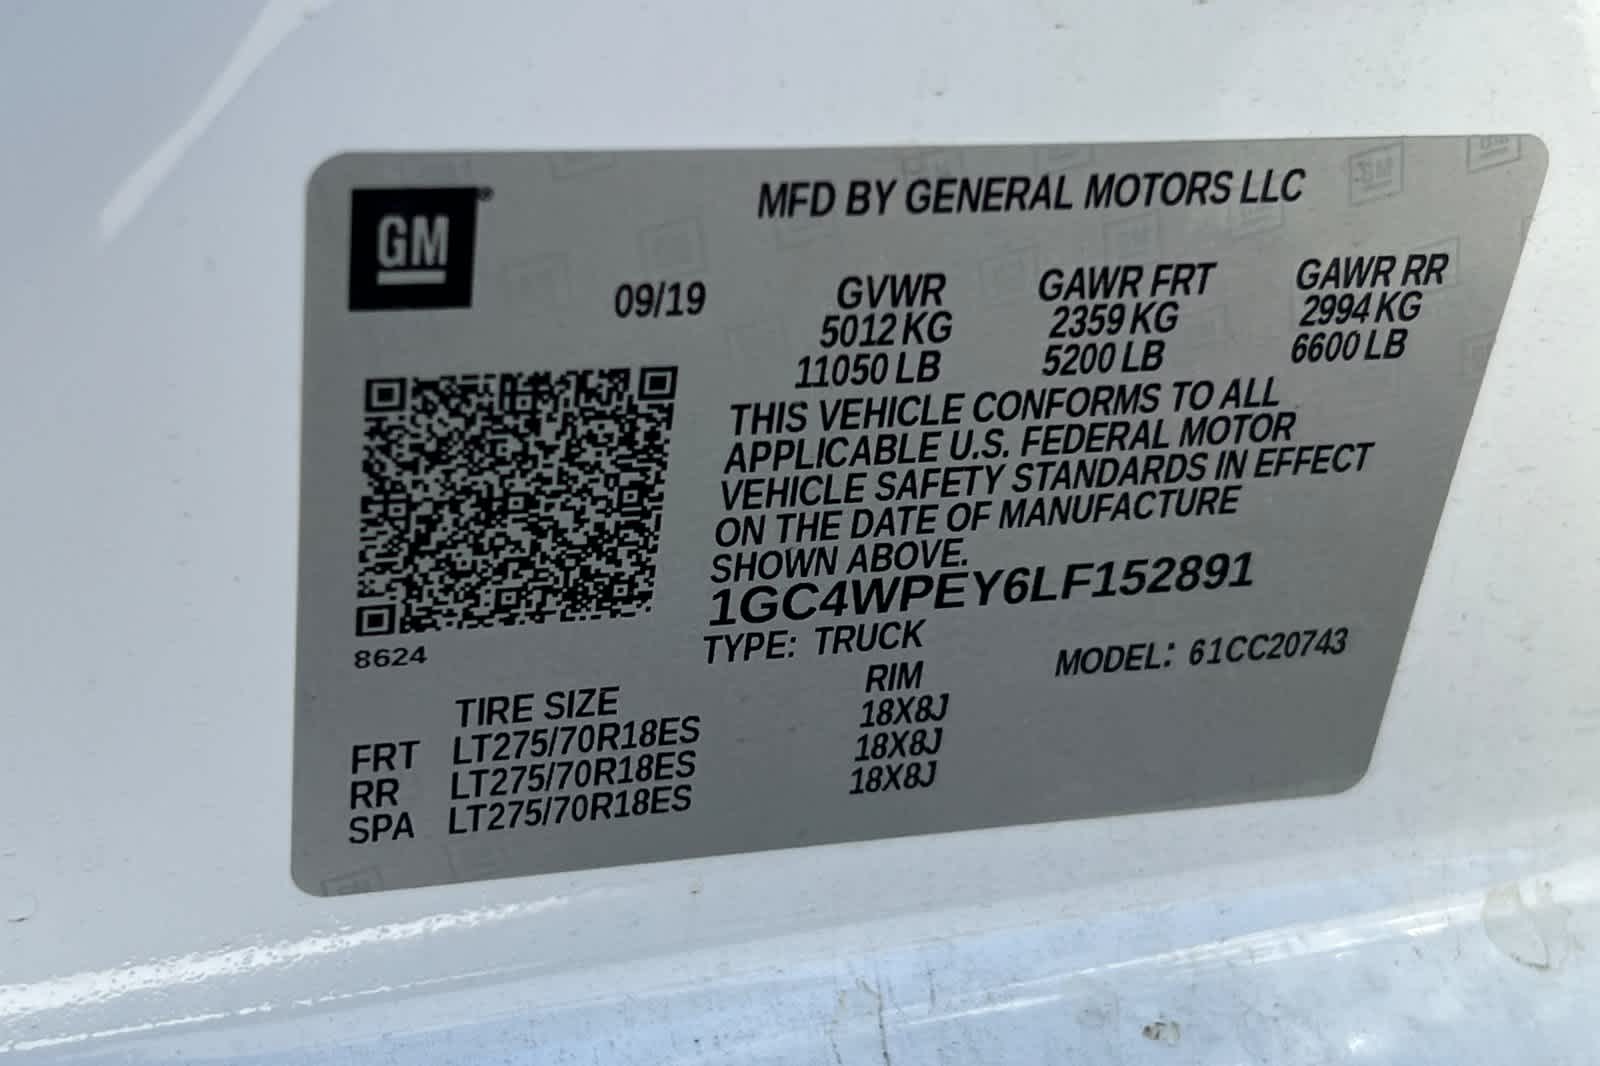 GM®
MFD BY GENERAL MOTORS LLC
09/19
GVWR GAWR FRT GAWR RR
5012 KG 2359 KG 2994 KG
11050 LB 5200 LB 6600 LB
THIS VEHICLE CONFORMS TO ALL
APPLICABLE U.S. FEDERAL MOTOR
VEHICLE SAFETY STANDARDS IN EFFECT
ON THE DATE OF MANUFACTURE
SHOWN ABOVE.
1GC4WPEY6LF152891
8624
TYPE: TRUCK MODEL: 61CC20743
TIRE SIZE RIM
FRT LT275/70R18ES 18X8J
RR LT275/70R18ES 18X8J
SPA LT275/70R18ES 18X8J